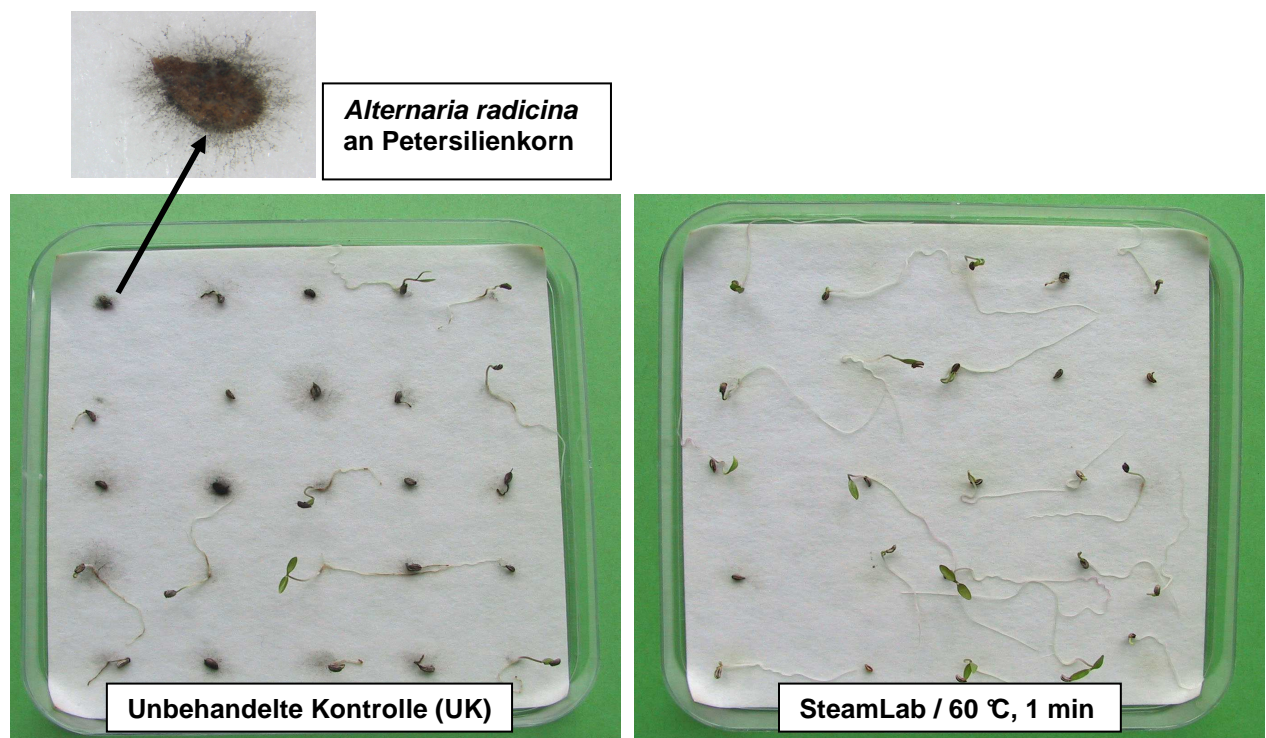 Alternaria radicina
an Petersilienkorn
Unbehandelte Kontrolle (UK)
SteamLab / 60 °C, 1 min